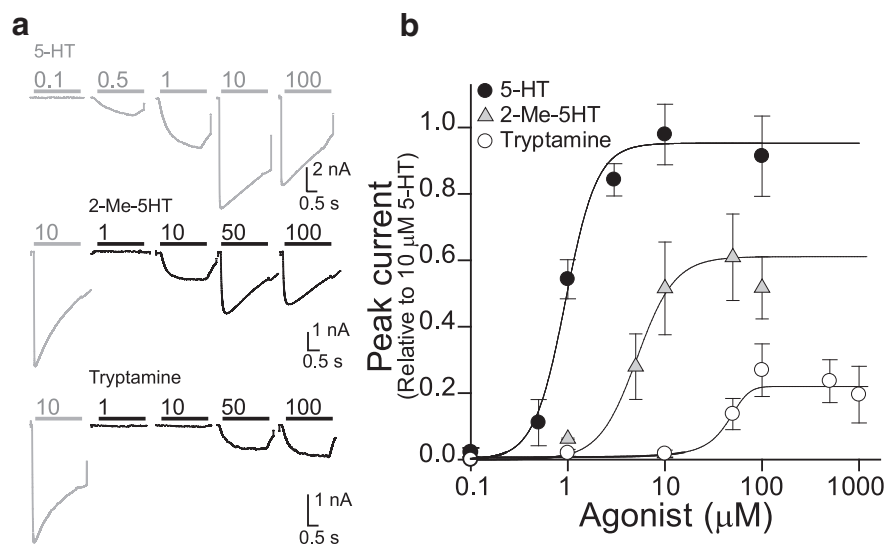 a
5-HT
0.1 0.5 1 10 100
2 nA
0.5 s
2-Me-5HT
10 1 10 50 100
1 nA
0.5 s
Tryptamine
10 1 10 50 100
1 nA
0.5 s
b
5-HT
2-Me-5HT
Tryptamine
Peak current
(Relative to 10 μM 5-HT)
1.0
0.8
0.6
0.4
0.2
0.0
0.1 1 10 100 1000
Agonist (μM)